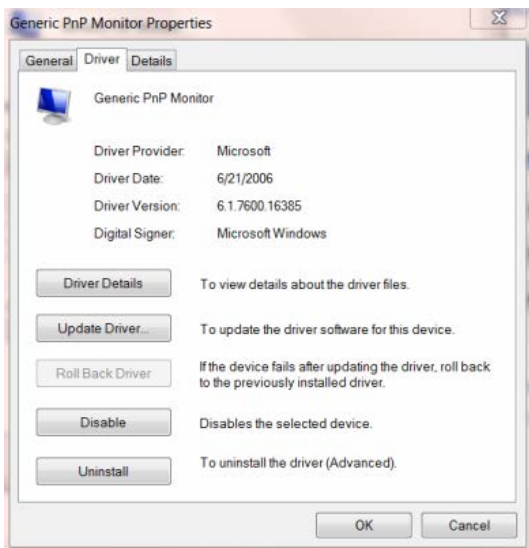 Generic PnP Monitor Properties
General Driver Details
Generic PnP Monitor
Driver Provider: Microsoft
Driver Date: 6/21/2006
Driver Version: 6.1.7600.16385
Digital Signer: Microsoft Windows
Driver Details To view details about the driver files.
Update Driver... To update the driver software for this device.
Roll Back Driver If the device fails after updating the driver, roll back
to the previously installed driver.
Disable Disables the selected device.
Uninstall To uninstall the driver (Advanced).
OK Cancel